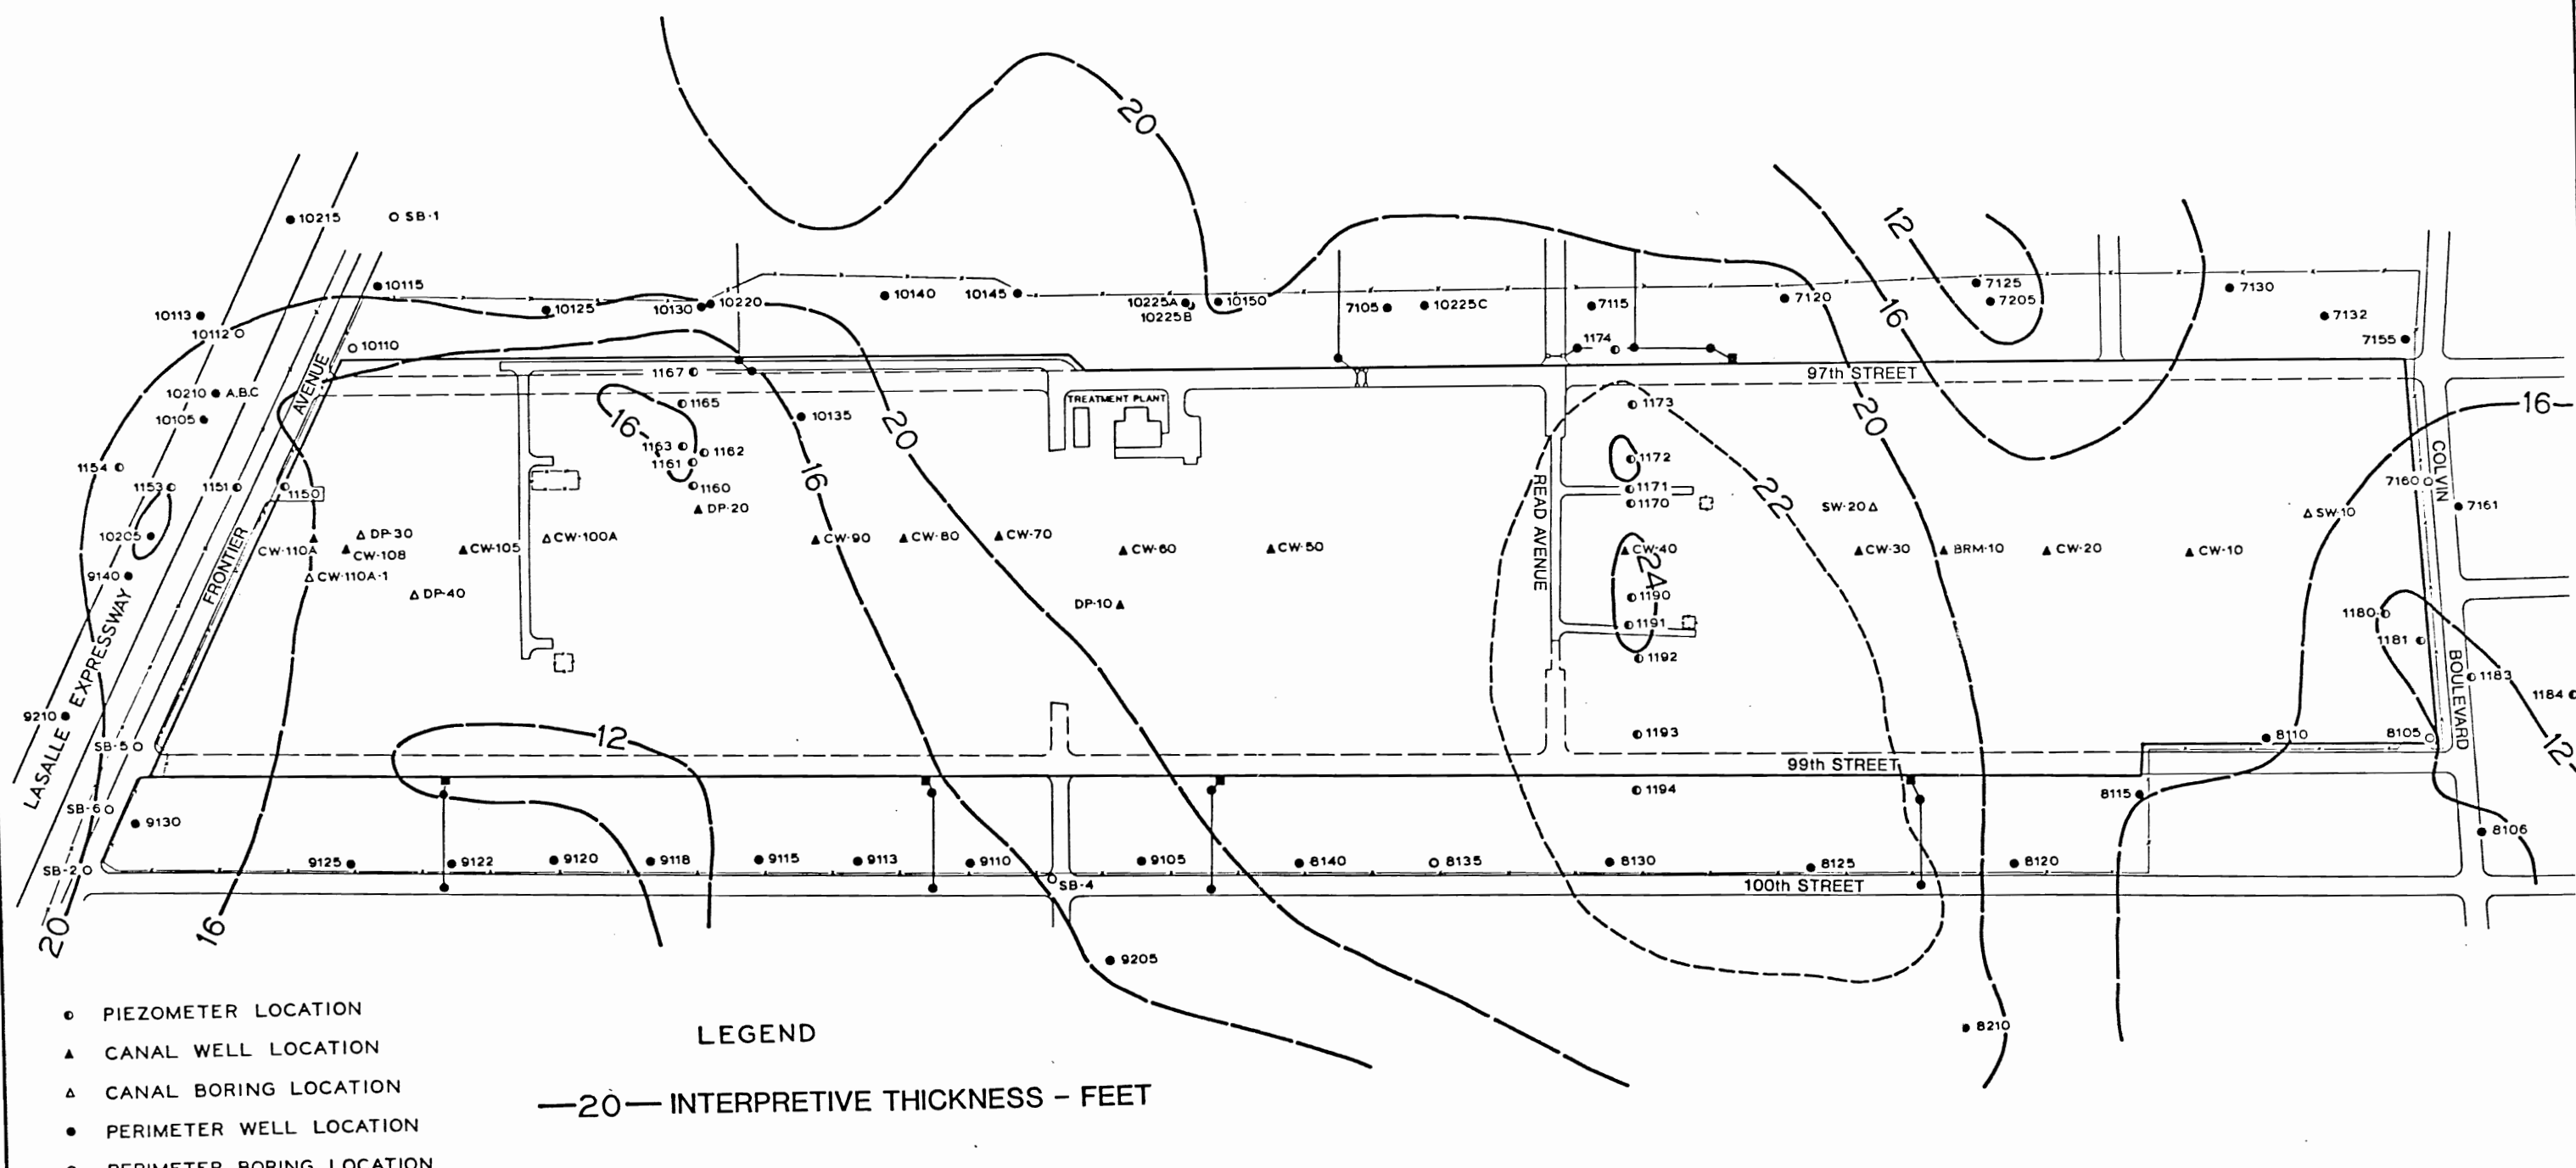 20
10215
SB-1
12
10115
10113
10112
10110
10125
10130
10220
10140
10145
10225A
10225B
10150
7105
10225C
7115
1174
7120
16
7125
7205
7130
7132
7155
97th STREET
1167
1165
10210 A,B,C
10105
AVENUE
16
10135
20
TREATMENT PLANT
1173
20
16
1163
1162
1161
1160
1154
1153
1151
1150
16
DP-20
1172
1171
1170
22
READ AVENUE
SW-20
SW-10
COLVIN
7160
7161
10205
CW-110A
DP-30
CW-108
CW-105
CW-100A
CW-90
CW-80
CW-70
CW-60
CW-50
CW-40
CW-30
BRM-10
CW-20
CW-10
9140
FRONTIER
CW-110A-1
DP-40
DP-10
24
1190
1191
1192
1180
1181
1183
1184
BOULEVARD
9210
LASALLE EXPRESSWAY
SB-5
12
1193
8110
8105
12
99th STREET
SB-6
9130
1194
8115
8106
SB-2
9125
9122
9120
9118
9115
9113
9110
SB-4
9105
8140
8135
8130
8125
8120
100th STREET
20
16
9205
8210
PIEZOMETER LOCATION
CANAL WELL LOCATION
CANAL BORING LOCATION
PERIMETER WELL LOCATION
PERIMETER BORING LOCATION
LEGEND
—20— INTERPRETIVE THICKNESS - FEET